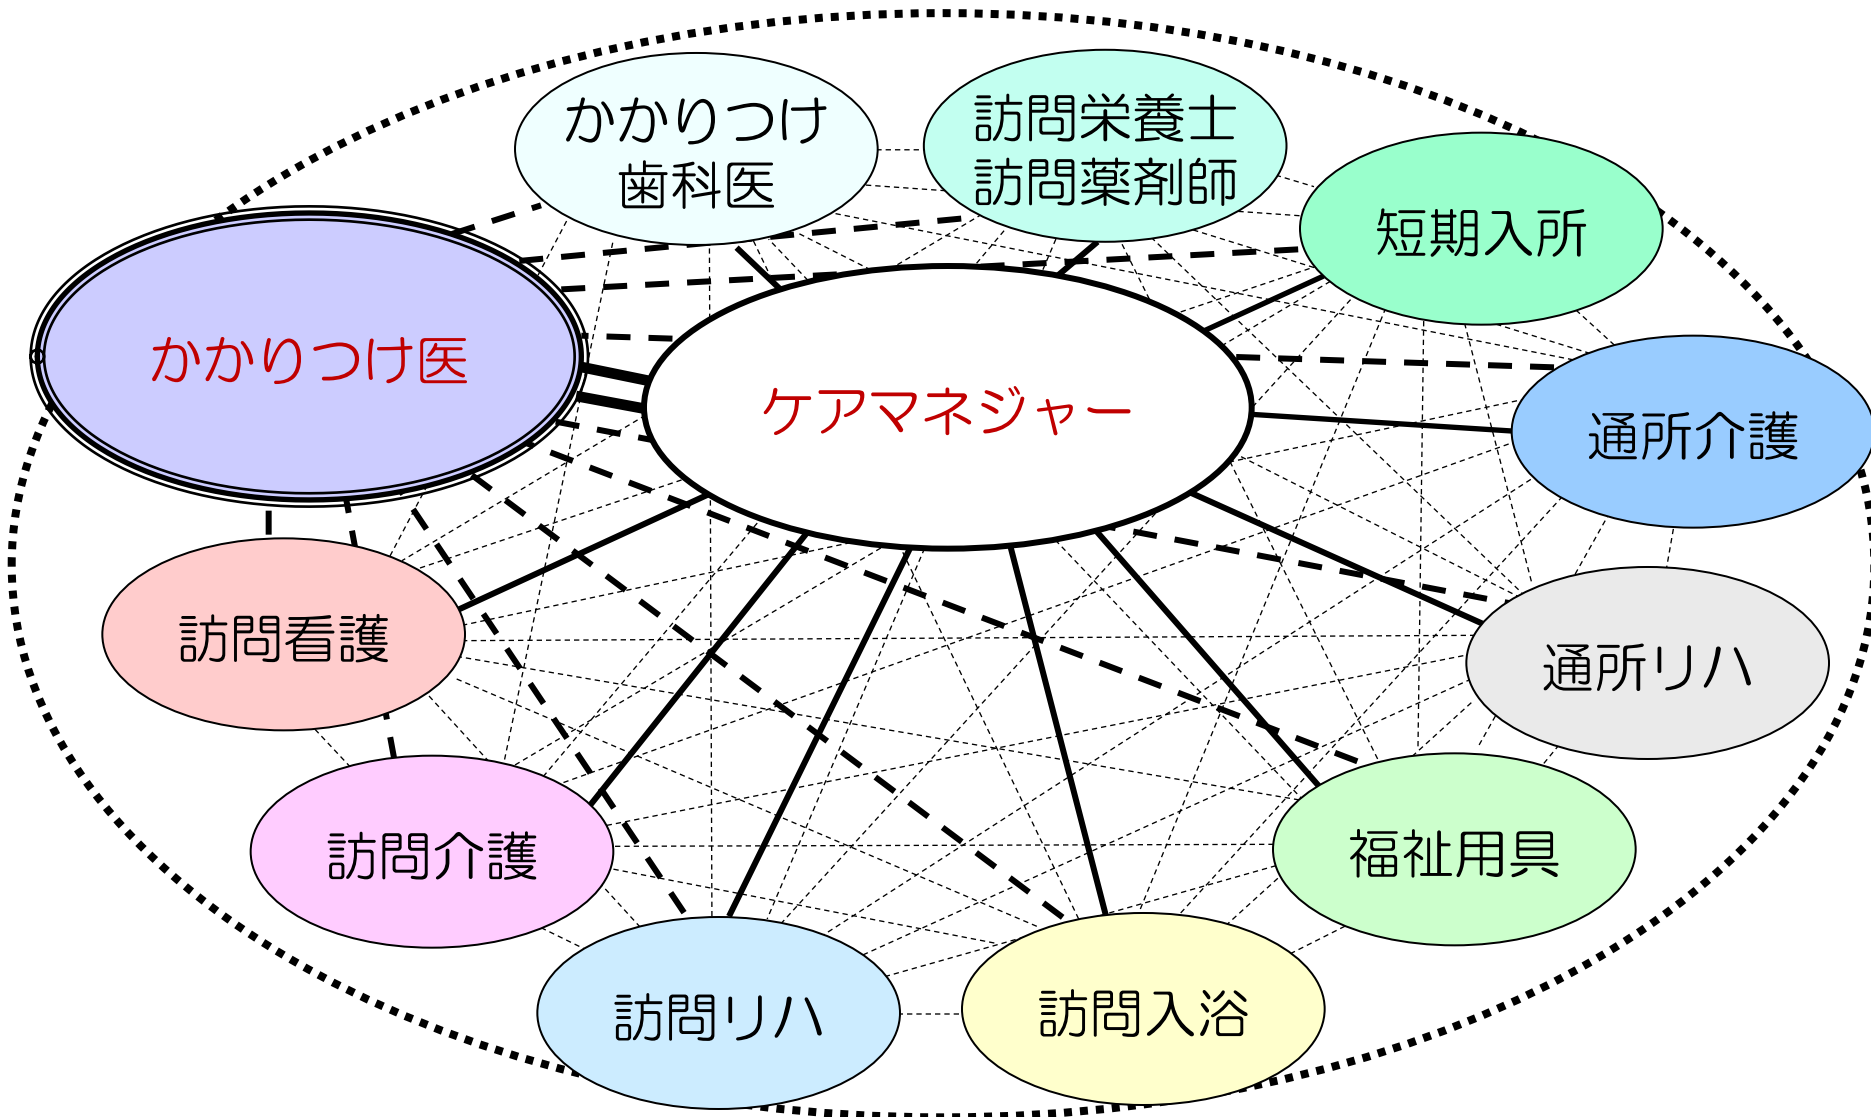 かかりつけ
歯科医
訪問栄養士
訪問薬剤師
短期入所
かかりつけ医
ケアマネジャー
通所介護
訪問看護
通所リハ
訪問介護
福祉用具
訪問リハ
訪問入浴